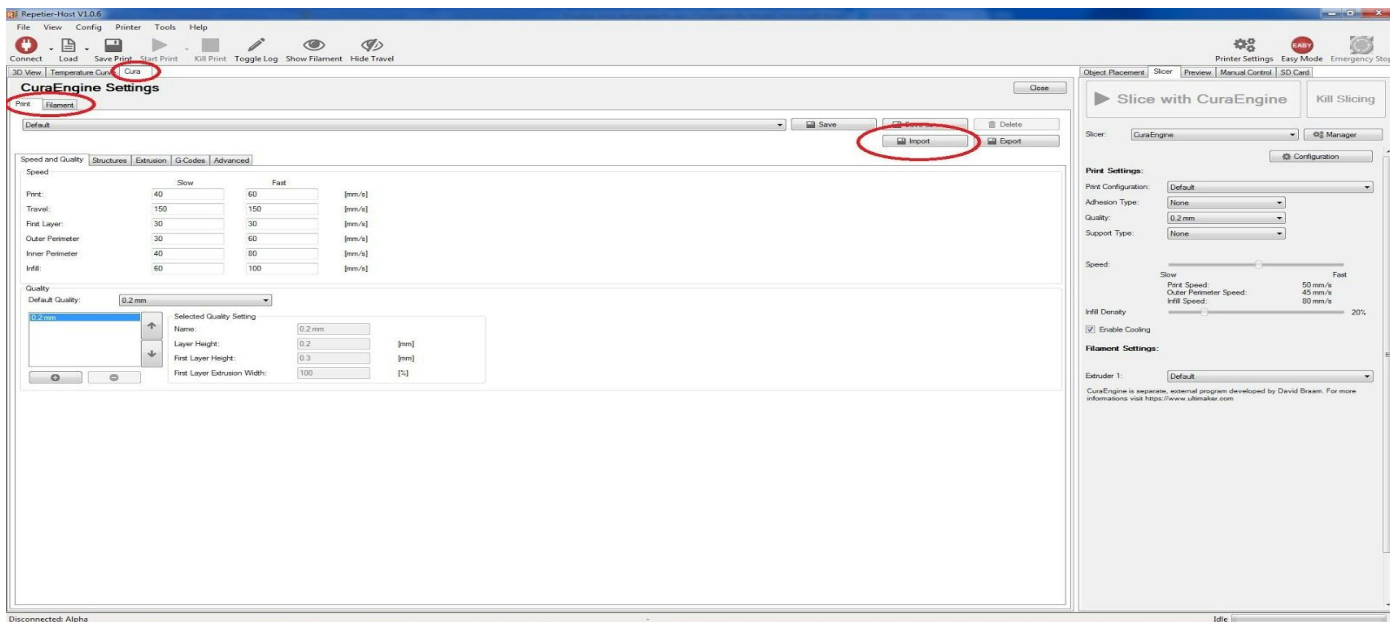 Repetier-Host V1.0.6
File View Config Printer Tools Help
Connect Load Save Print Start Print Kill Print Toggle Log Show Filament Hide Travel
Printer Settings Easy Mode Emergency Stop
EASY
3D View Temperature Curve Cura
CuraEngine Settings
Close
Print Filament
Default Save Delete
Import Export
Speed and Quality Structures Extrusion G-Codes Advanced
Speed
Slow Fast
Print: 40 60 [mm/s]
Travel: 150 150 [mm/s]
First Layer: 30 30 [mm/s]
Outer Perimeter 30 60 [mm/s]
Inner Perimeter 40 80 [mm/s]
Infill: 60 100 [mm/s]
Quality
Default Quality: 0.2 mm
0.2 mm
Selected Quality Setting
Name: 0.2 mm
Layer Height: 0.2 [mm]
First Layer Height: 0.3 [mm]
First Layer Extrusion Width: 100 [%]
Object Placement Slicer Preview Manual Control SD Card
Slice with CuraEngine Kill Slicing
Slicer: CuraEngine Manager
Configuration
Print Settings:
Print Configuration: Default
Adhesion Type: None
Quality: 0.2 mm
Support Type: None
Speed:
Slow Fast
Print Speed: 50 mm/s
Outer Perimeter Speed: 45 mm/s
Infill Speed: 80 mm/s
Infill Density 20%
Enable Cooling
Filament Settings:
Extruder 1: Default
CuraEngine is separate, external program developed by David Braam. For more
informations visit https://www.ultimaker.com
Disconnected: Alpha - Idle